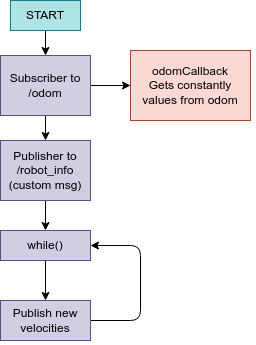 START
Subscriber to
/odom
odomCallback
Gets constantly
values from odom
Publisher to
/robot_info
(custom msg)
while()
Publish new
velocities